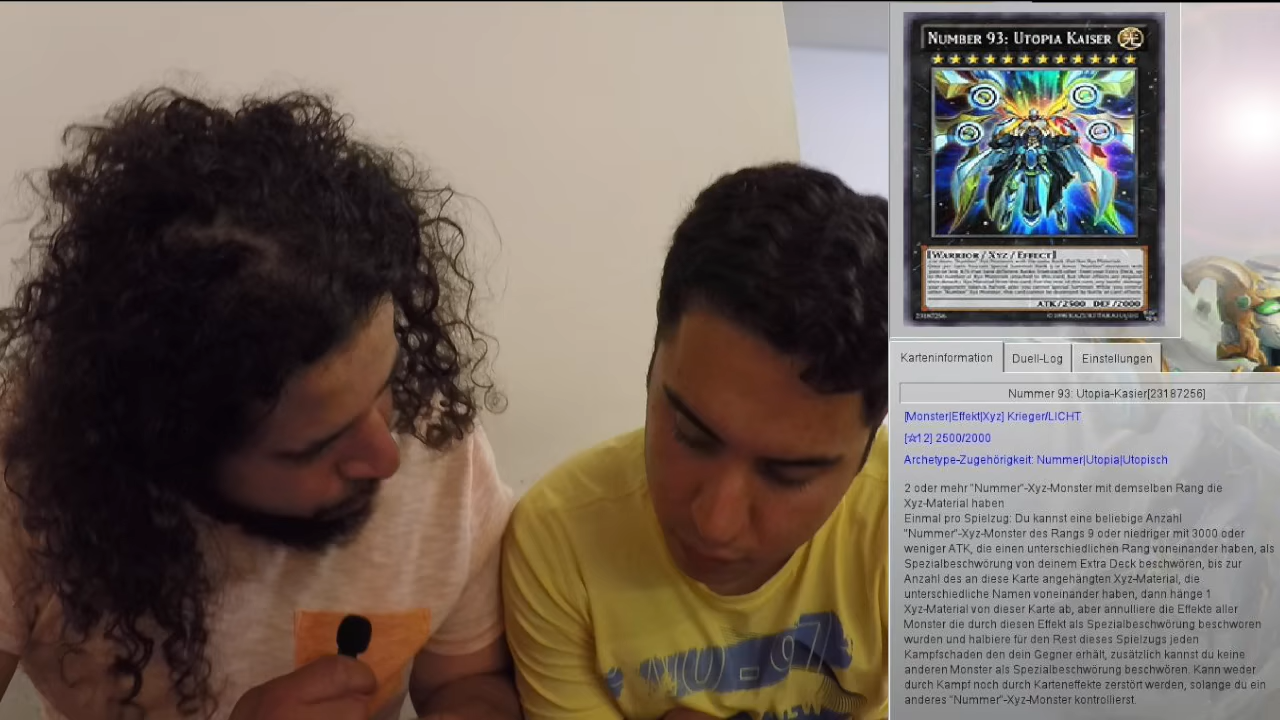 NUMBER 93: UTOPIA KAISER
[WARRIOR / XYZ / EFFECT]
ATK/2500 DEF/2000
23187256
Karteninformation
Duell-Log
Einstellungen
Nummer 93: Utopia-Kasier[23187256]
[Monster|Effekt|Xyz] Krieger/LICHT
[☆12] 2500/2000
Archetype-Zugehörigkeit: Nummer|Utopia|Utopisch
2 oder mehr "Nummer"-Xyz-Monster mit demselben Rang die
Xyz-Material haben
Einmal pro Spielzug: Du kannst eine beliebige Anzahl
"Nummer"-Xyz-Monster des Rangs 9 oder niedriger mit 3000 oder
weniger ATK, die einen unterschiedlichen Rang voneinander haben, als
Spezialbeschwörung von deinem Extra Deck beschwören, bis zur
Anzahl des an diese Karte angehängten Xyz-Material, die
unterschiedliche Namen voneinander haben, dann hänge 1
Xyz-Material von dieser Karte ab, aber annulliere die Effekte aller
Monster die durch diesen Effekt als Spezialbeschwörung beschworen
wurden und halbiere für den Rest dieses Spielzugs jeden
Kampfschaden den dein Gegner erhält, zusätzlich kannst du keine
anderen Monster als Spezialbeschwörung beschwören. Kann weder
durch Kampf noch durch Karteneffekte zerstört werden, solange du ein
anderes "Nummer"-Xyz-Monster kontrollierst.